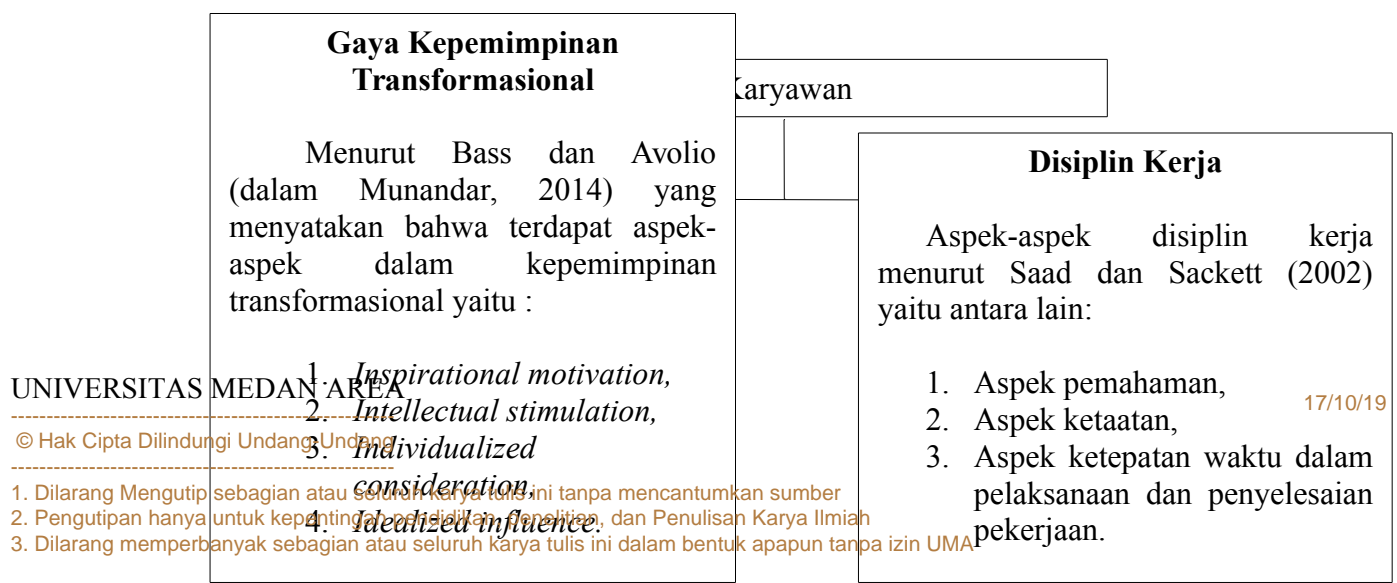 Gaya Kepemimpinan
Transformasional
Karyawan
Menurut Bass dan Avolio
(dalam Munandar, 2014) yang
menyatakan bahwa terdapat aspek-
aspek dalam kepemimpinan
transformasional yaitu :
1. Inspirational motivation,
2. Intellectual stimulation,
3. Individualized
consideration,
4. Idealized influence.
Disiplin Kerja
Aspek-aspek disiplin kerja
menurut Saad dan Sackett (2002)
yaitu antara lain:
1. Aspek pemahaman,
2. Aspek ketaatan,
3. Aspek ketepatan waktu dalam
pelaksanaan dan penyelesaian
pekerjaan.
UNIVERSITAS MEDAN AREA
© Hak Cipta Dilindungi Undang-Undang
17/10/19
1. Dilarang Mengutip sebagian atau seluruh karya tulis ini tanpa mencantumkan sumber
2. Pengutipan hanya untuk kepentingan pendidikan, penelitian, dan Penulisan Karya Ilmiah
3. Dilarang memperbanyak sebagian atau seluruh karya tulis ini dalam bentuk apapun tanpa izin UMA